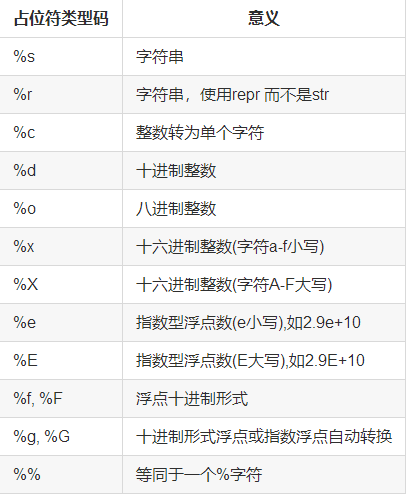 占位符类型码 意义
%s 字符串
%r 字符串，使用repr 而不是str
%c 整数转为单个字符
%d 十进制整数
%o 八进制整数
%x 十六进制整数(字符a-f小写)
%X 十六进制整数(字符A-F大写)
%e 指数型浮点数(e小写),如2.9e+10
%E 指数型浮点数(E大写),如2.9E+10
%f, %F 浮点十进制形式
%g, %G 十进制形式浮点或指数浮点自动转换
%% 等同于一个%字符